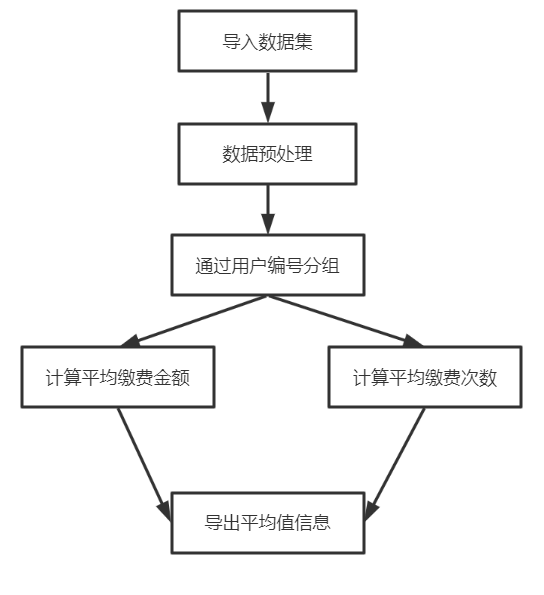 导入数据集
数据预处理
通过用户编号分组
计算平均缴费金额
计算平均缴费次数
导出平均值信息